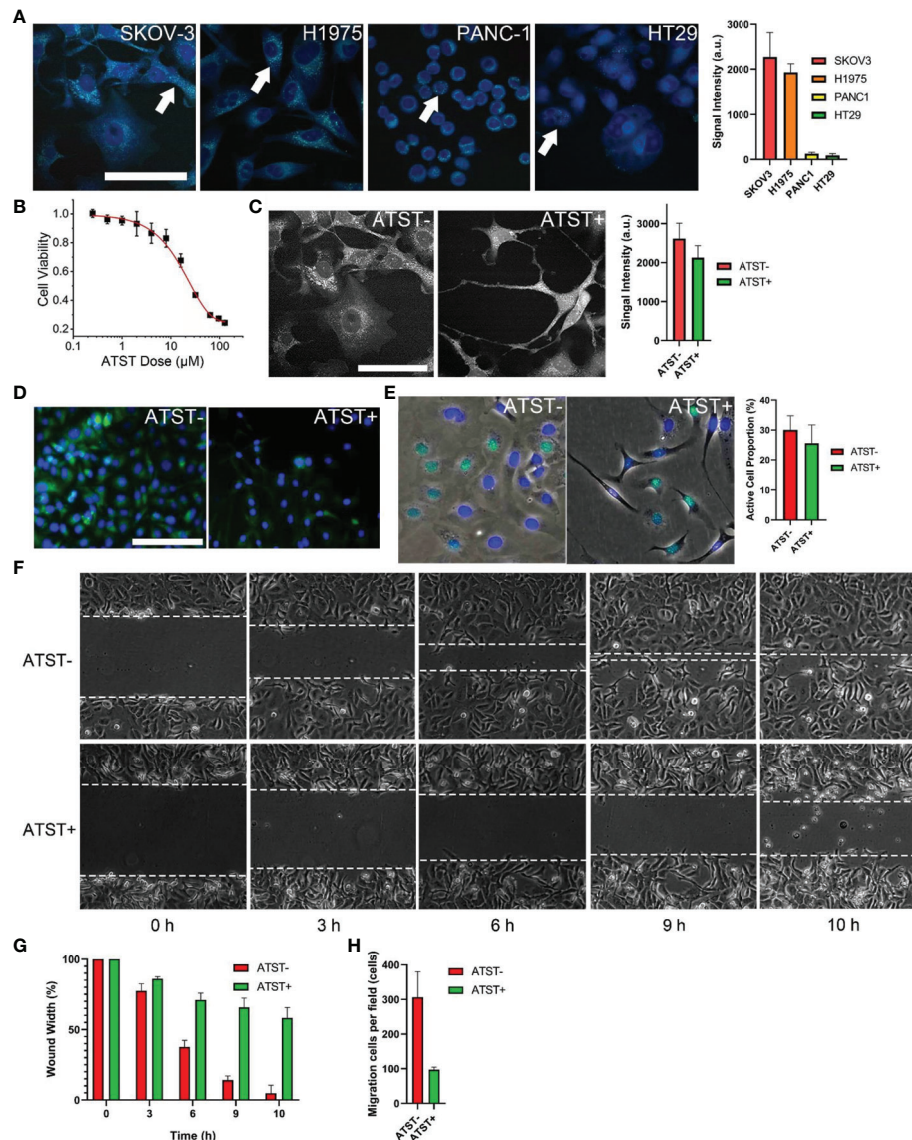 A
SKOV-3
H1975
PANC-1
HT29
Signal Intensity (a.u.)
3000
2000
1000
0
SKOV3
H1975
PANC1
HT29
SKOV3
H1975
PANC1
HT29
B
Cell Viability
1.0
0.8
0.6
0.4
0.2
0.1
1
10
100
ATST Dose (µM)
C
ATST-
ATST+
Singal Intensity (a.u.)
3000
2000
1000
0
ATST-
ATST+
ATST-
ATST+
D
ATST-
ATST+
E
ATST-
ATST+
Active Cell Proportion (%)
40
30
20
10
0
ATST-
ATST+
ATST-
ATST+
F
ATST-
ATST+
0 h
3 h
6 h
9 h
10 h
G
Wound Width (%)
100
50
0
0
3
6
9
10
Time (h)
ATST-
ATST+
H
Migration cells per field (cells)
400
300
200
100
0
ATST-
ATST+
ATST-
ATST+